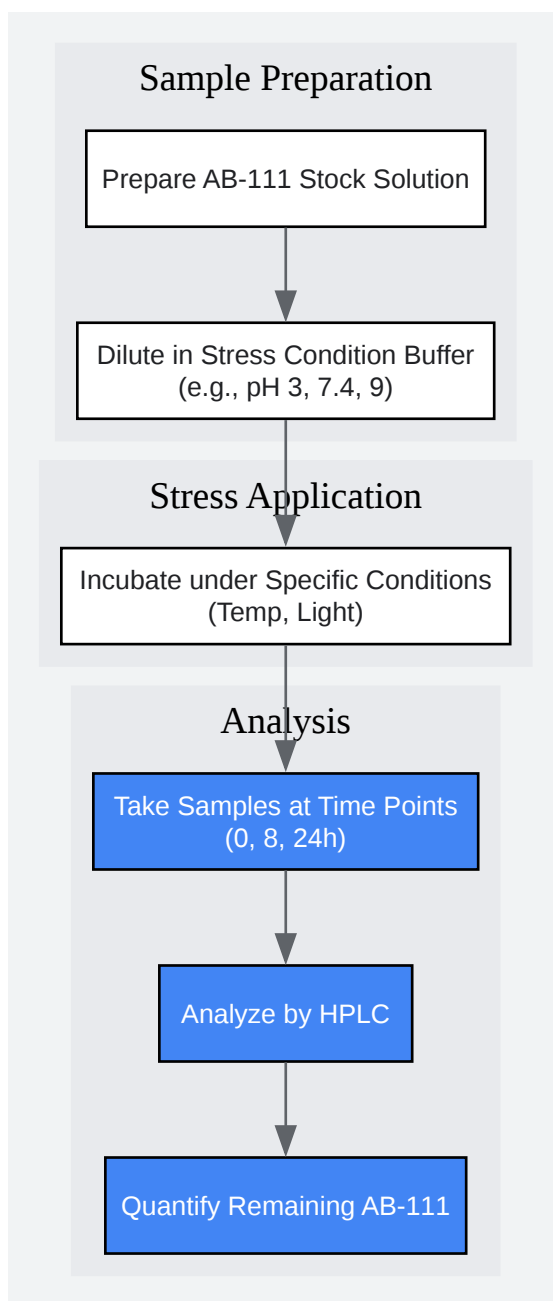 Sample Preparation
Prepare AB-111 Stock Solution
Dilute in Stress Condition Buffer
(e.g., pH 3, 7.4, 9)
Stress Application
Incubate under Specific Conditions
(Temp, Light)
Analysis
Take Samples at Time Points
(0, 8, 24h)
Analyze by HPLC
Quantify Remaining AB-111